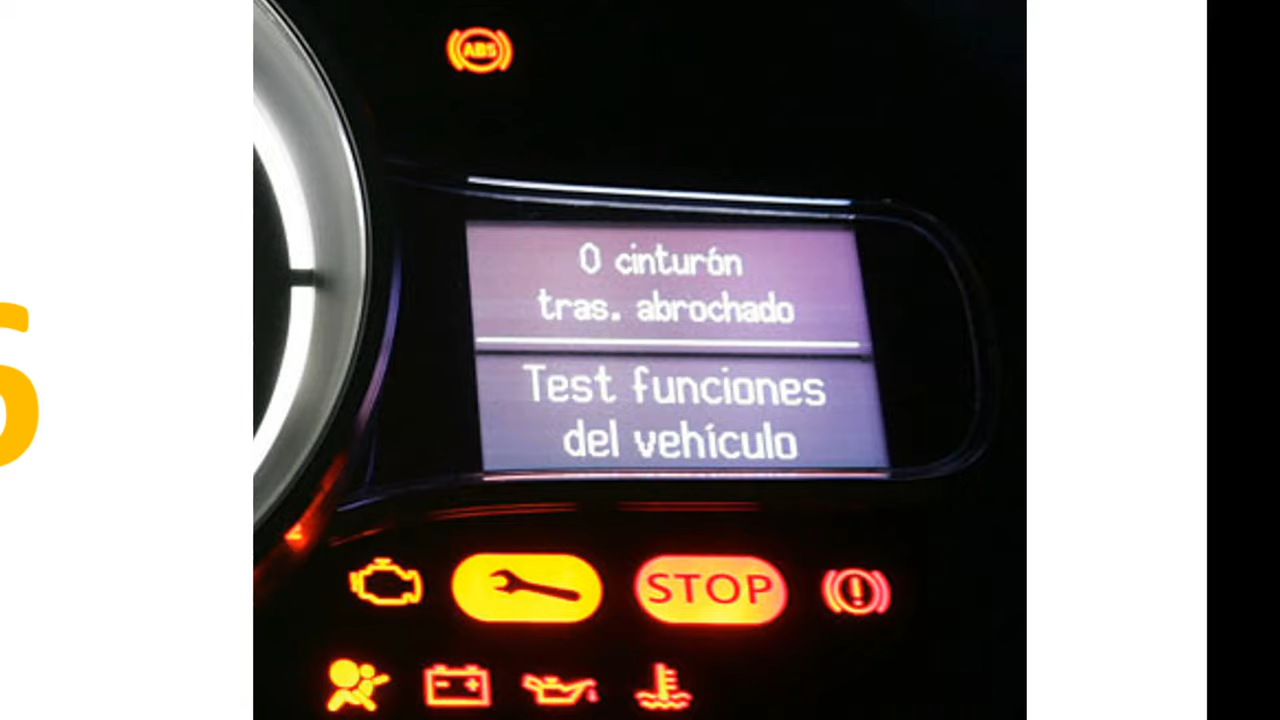 ABS
0 cinturón
tras. abrochado
Test funciones
del vehículo
STOP